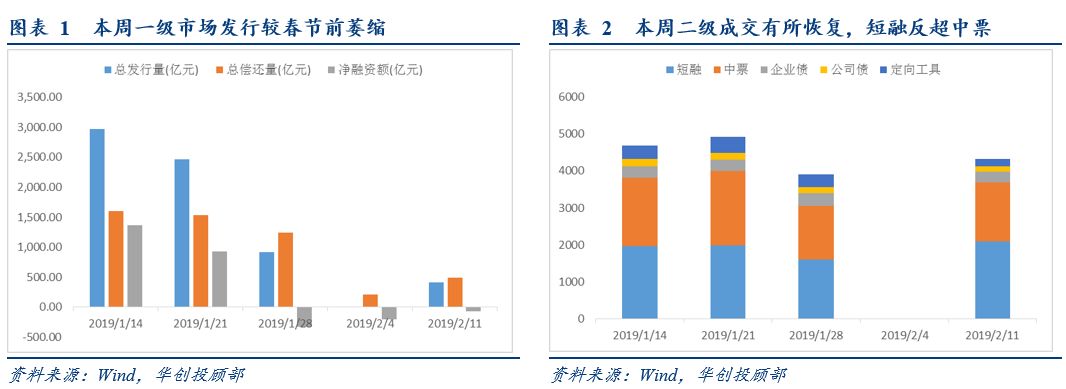 图表 1 本周一级市场发行较春节前萎缩
总发行量(亿元) 总偿还量(亿元) 净融资额(亿元)
3,500.00
3,000.00
2,500.00
2,000.00
1,500.00
1,000.00
500.00
0.00
-500.00
2019/1/14 2019/1/21 2019/1/28 2019/2/4 2019/2/11
资料来源：Wind，华创投顾部
图表 2 本周二级成交有所恢复，短融反超中票
短融 中票 企业债 公司债 定向工具
6000
5000
4000
3000
2000
1000
0
2019/1/14 2019/1/21 2019/1/28 2019/2/4 2019/2/11
资料来源：Wind，华创投顾部